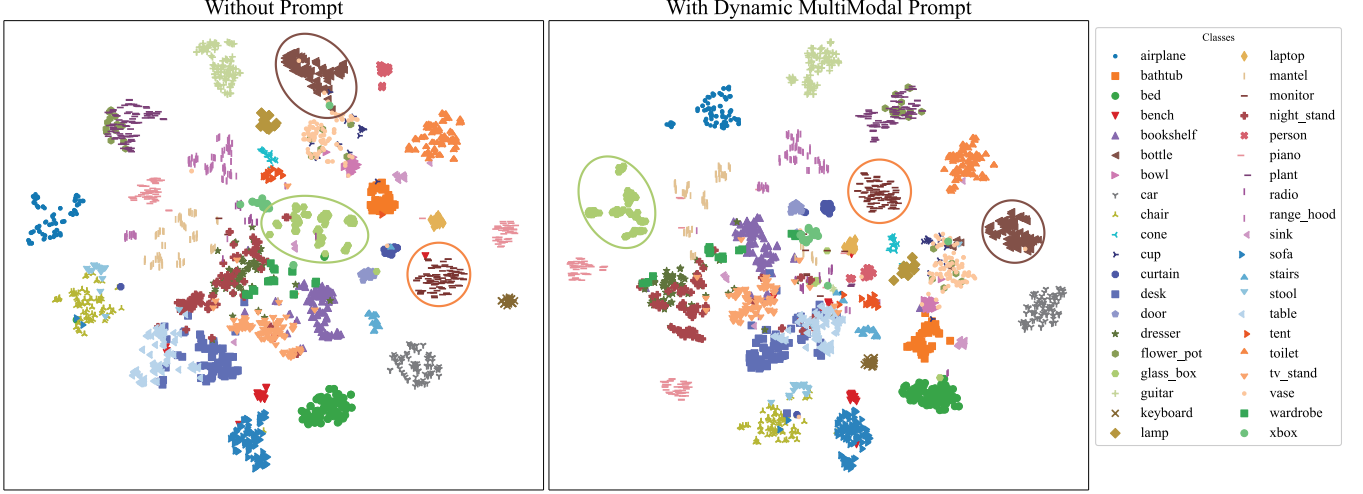 Without Prompt
With Dynamic MultiModal Prompt
Classes
airplane
bathtub
bed
bench
bookshelf
bottle
bowl
car
chair
cone
cup
curtain
desk
door
dresser
flower_pot
glass_box
guitar
keyboard
lamp
laptop
mantel
monitor
night_stand
person
piano
plant
radio
range_hood
sink
sofa
stairs
stool
table
tent
toilet
tv_stand
vase
wardrobe
xbox